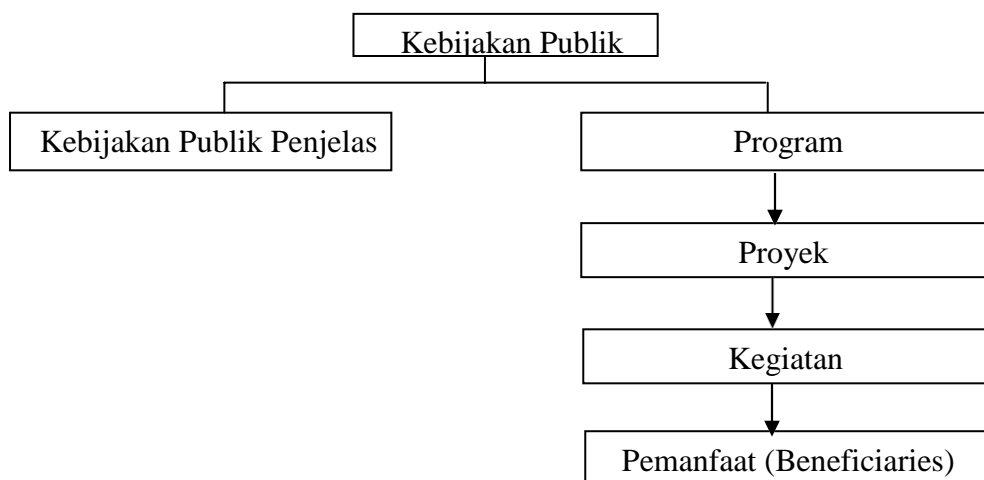 Kebijakan Publik
Kebijakan Publik Penjelas
Program
Proyek
Kegiatan
Pemanfaat (Beneficiaries)